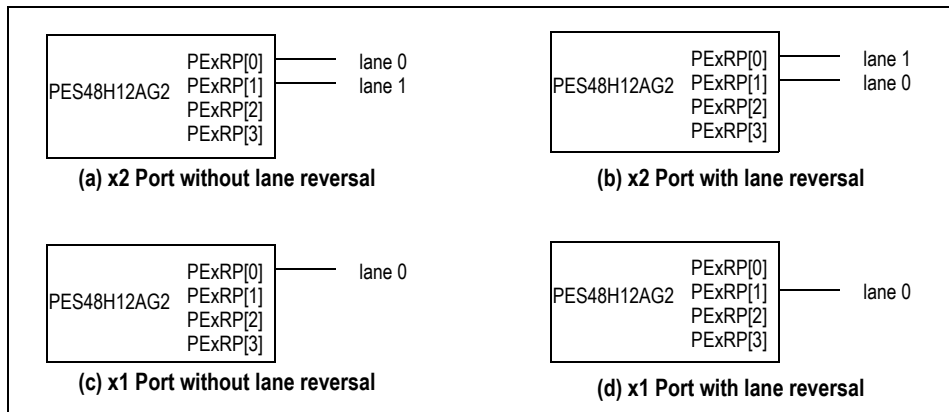 PES48H12AG2
PExRP[0] lane 0
PExRP[1] lane 1
PExRP[2]
PExRP[3]
(a) x2 Port without lane reversal
PES48H12AG2
PExRP[0] lane 1
PExRP[1] lane 0
PExRP[2]
PExRP[3]
(b) x2 Port with lane reversal
PES48H12AG2
PExRP[0] lane 0
PExRP[1]
PExRP[2]
PExRP[3]
(c) x1 Port without lane reversal
PES48H12AG2
PExRP[0]
PExRP[1] lane 0
PExRP[2]
PExRP[3]
(d) x1 Port with lane reversal